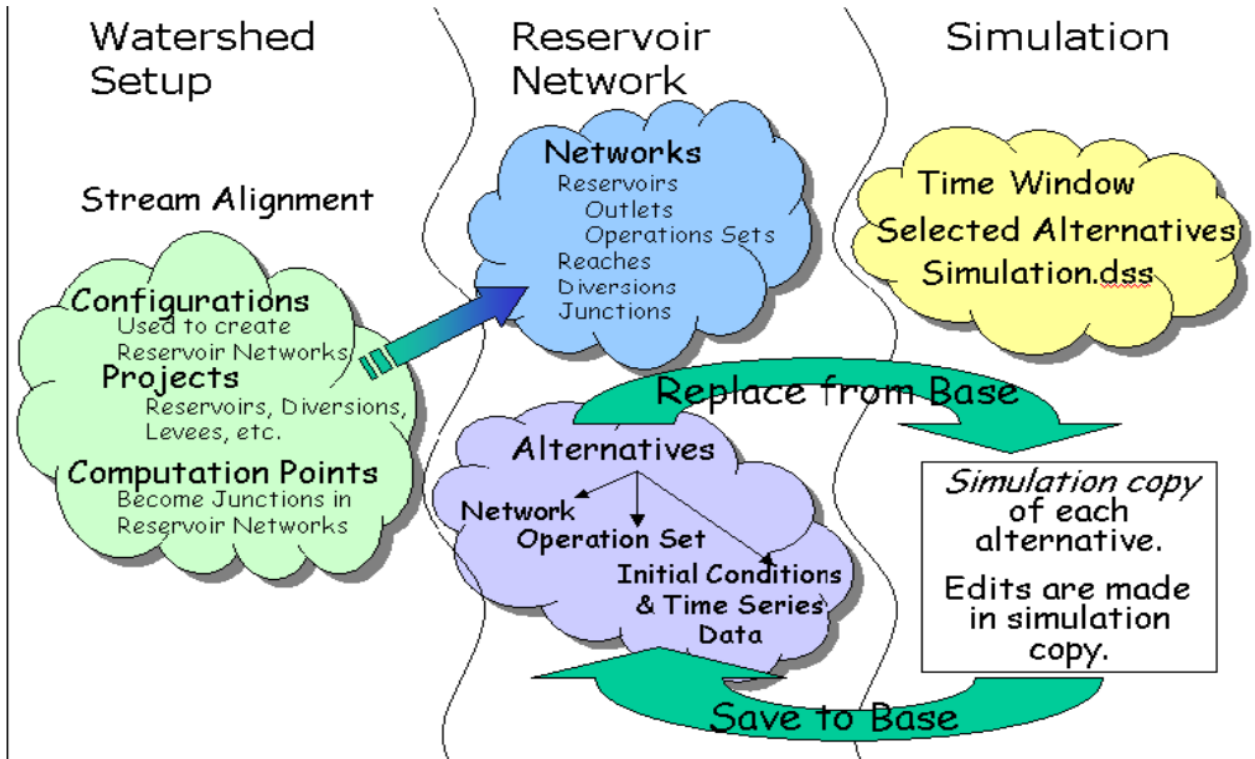 Watershed
Setup
Stream Alignment
Configurations
Used to create
Reservoir Networks
Projects
Reservoirs, Diversions,
Levees, etc.
Computation Points
Become Junctions in
Reservoir Networks
Reservoir
Network
Networks
Reservoirs
Outlets
Operations Sets
Reaches
Diversions
Junctions
Alternatives
Network
Operation Set
Initial Conditions
& Time Series
Data
Simulation
Time Window
Selected Alternatives
Simulation.dss
Replace from Base
Simulation copy
of each
alternative.
Edits are made
in simulation
copy.
Save to Base